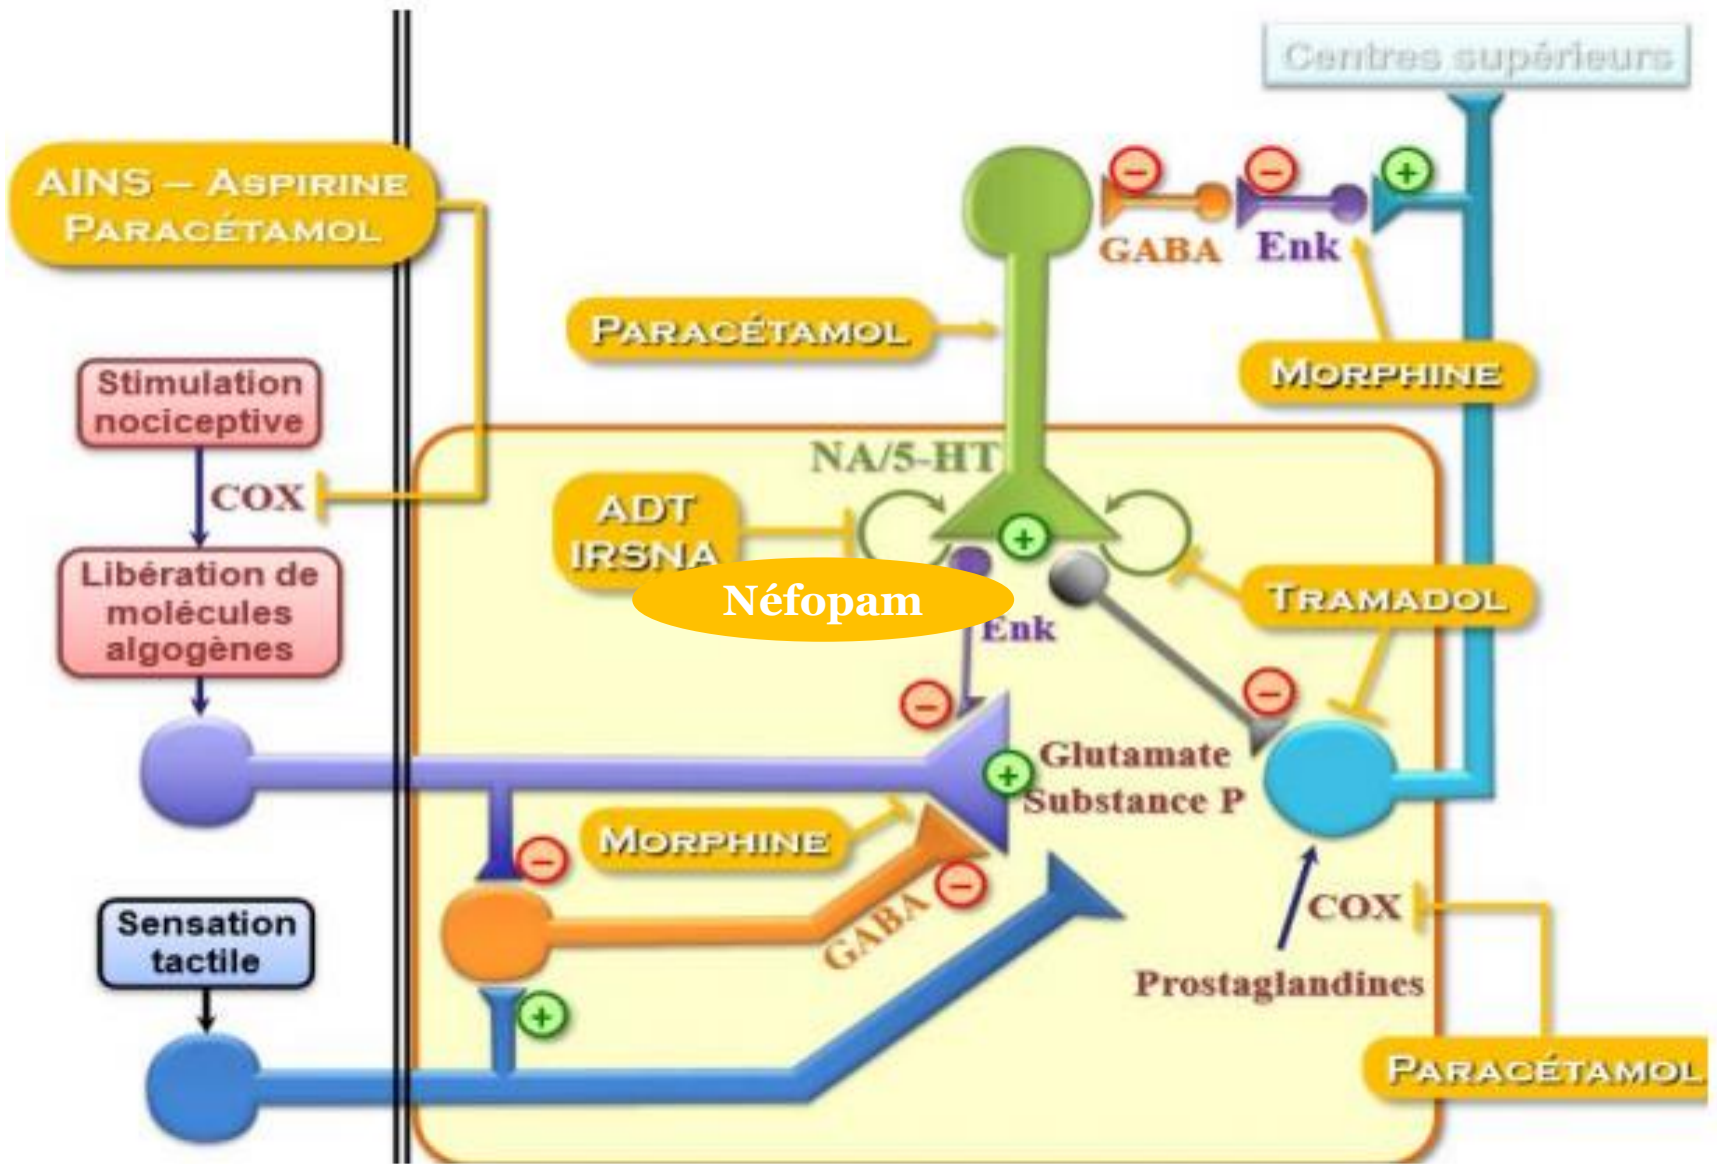 Centres supérieurs
AINS – ASPIRINE
PARACÉTAMOL
GABA
Enk
PARACÉTAMOL
MORPHINE
Stimulation
nociceptive
COX
NA/5-HT
ADT
IRSNA
Néfopam
Enk
TRAMADOL
Libération de
molécules
algogènes
Glutamate
Substance P
MORPHINE
GABA
Sensation
tactile
COX
Prostaglandines
PARACÉTAMOL